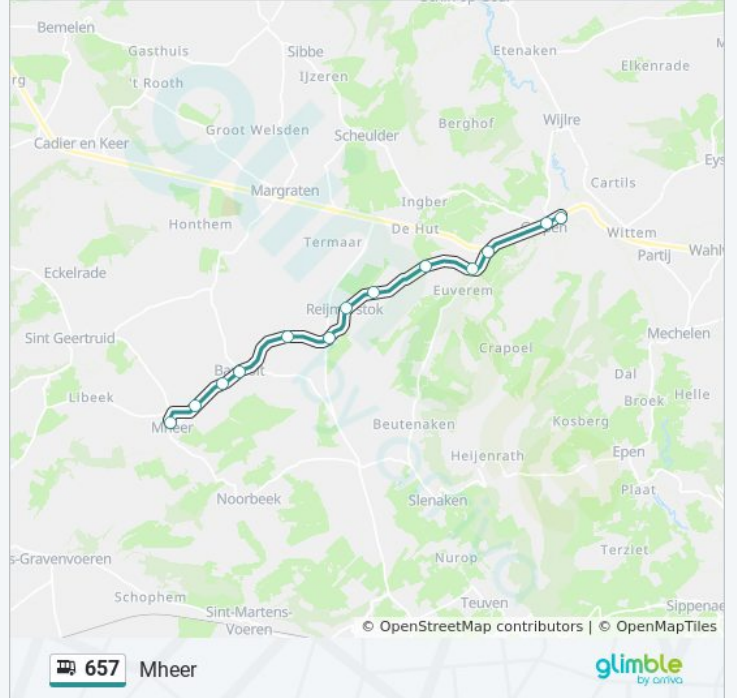 Bemelen
Gasthuis
Sibbe
Etenaken
IJzeren
Elkenrade
't Rooth
Groot Welsden
Scheulder
Berghof
Wijlre
Cadier en Keer
Eys
Cartils
Margraten
Ingber
Honthem
De Hut
Wittem
Termaar
Partij
Wahl
Eckelrade
Euverem
Sint Geertruid
Mechelen
Crapoel
Dal
Libeek
Broek
Helle
Mheer
Beutenaken
Kosberg
Heijenrath
Epen
Noorbeek
Slenaken
Plaat
Terziet
s-Gravenvoeren
Nurop
Schophem
Teuven
Sippenae
Sint-Martens-
Voeren
© OpenStreetMap contributors | © OpenMapTiles
657 Mheer
glimble
by arriva